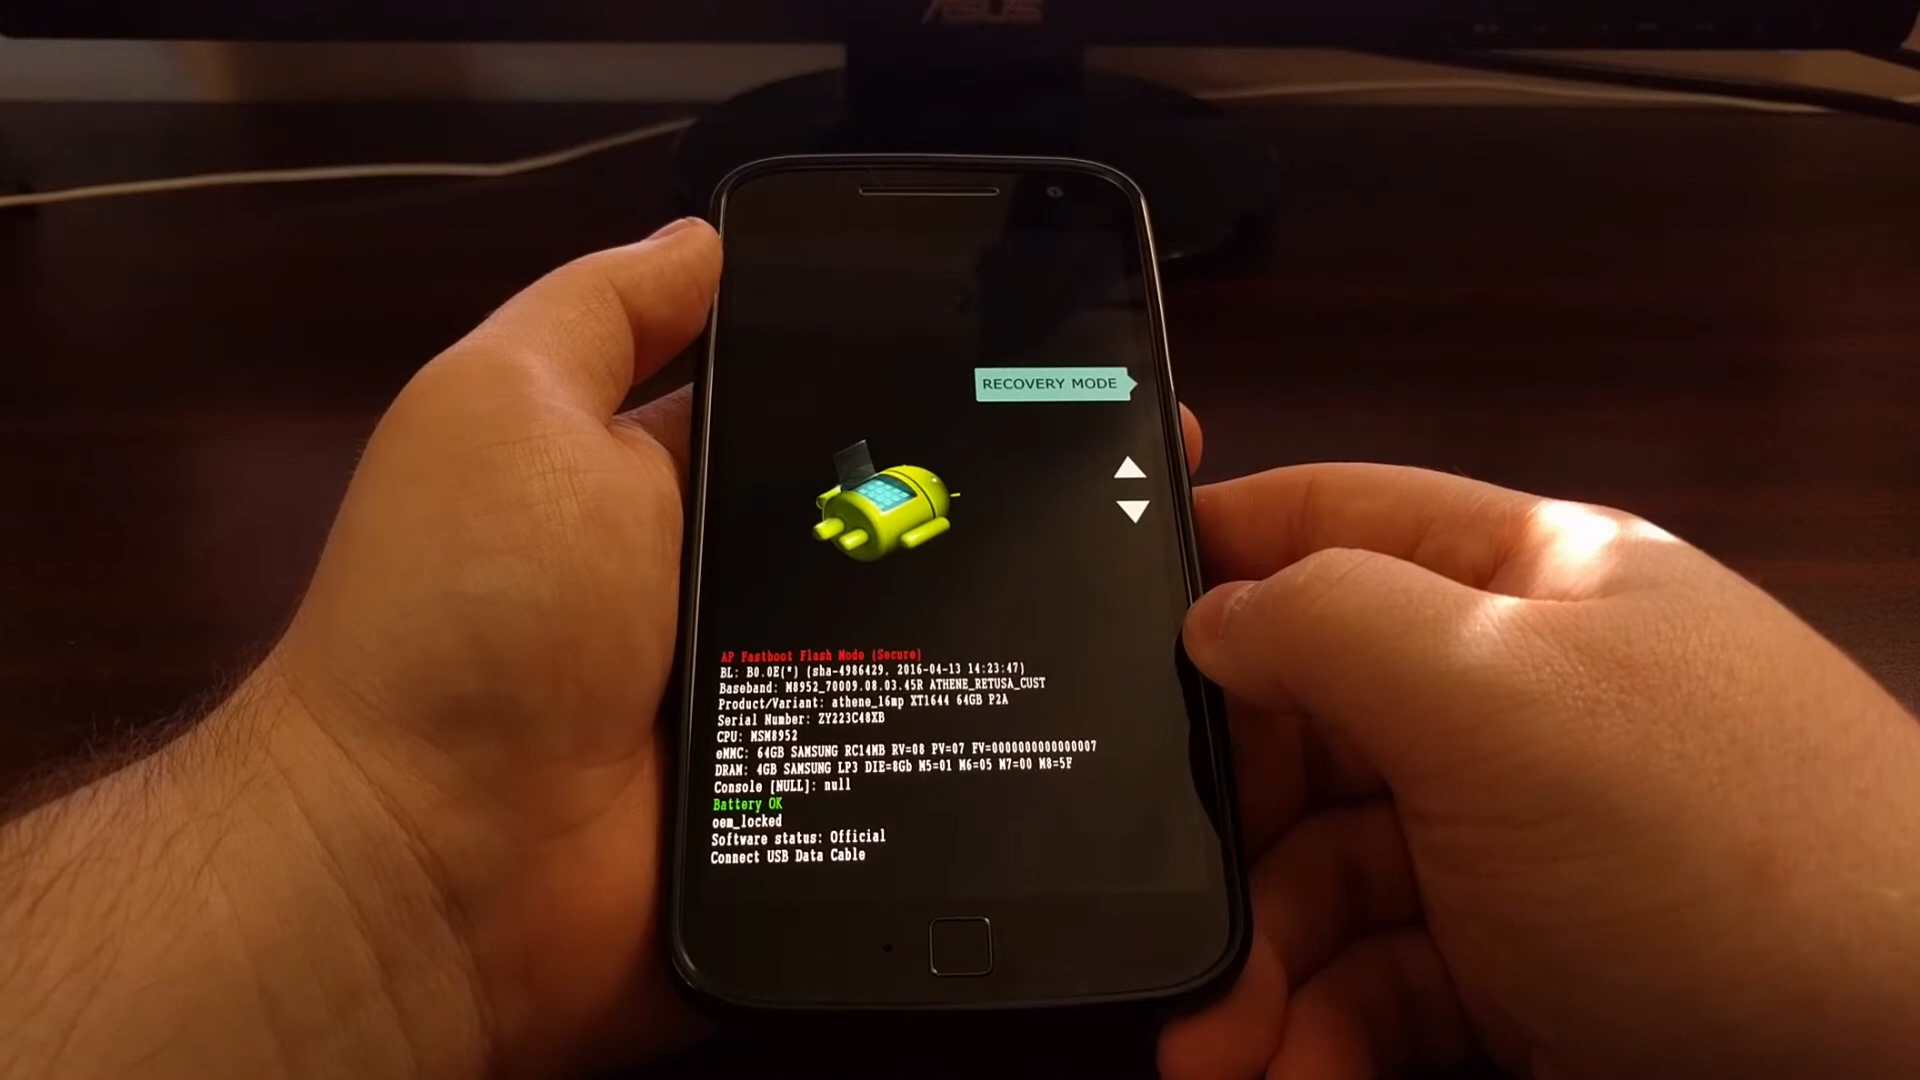 ASUS
RECOVERY MODE
AP Fastboot Flash Mode (Secure)
BL: B0.0E(*) (sha-4986429, 2016-04-13 14:23:47)
Baseband: M8952_70009.08.03.45R ATHENE_RETUSA_CUST
Product/Variant: athene_16mp XT1644 64GB P2A
Serial Number: ZY223C48XB
CPU: MSM8952
eMMC: 64GB SAMSUNG RC14MB RV=08 PV=07 FV=0000000000000007
DRAM: 4GB SAMSUNG LP3 DIE=8Gb M5=01 M6=05 M7=00 M8=5F
Console [NULL]: null
Battery OK
oem_locked
Software status: Official
Connect USB Data Cable